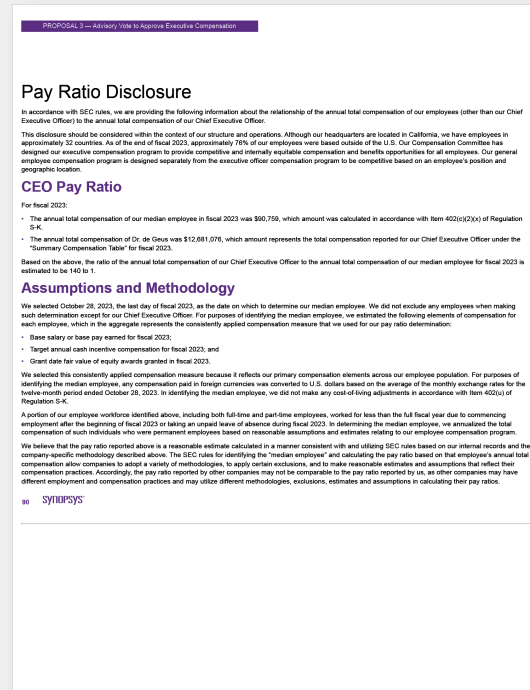 PROPOSAL 3 — Advisory Vote to Approve Executive Compensation
Pay Ratio Disclosure
In accordance with SEC rules, we are providing the following information about the relationship of the annual total compensation of our employees (other than our Chief
Executive Officer) to the annual total compensation of our Chief Executive Officer.
This disclosure should be considered within the context of our structure and operations. Although our headquarters are located in California, we have employees in
approximately 32 countries. As of the end of fiscal 2023, approximately 76% of our employees were based outside of the U.S. Our Compensation Committee has
designed our executive compensation program to provide competitive and internally equitable compensation and benefits opportunities for all employees. Our general
employee compensation program is designed separately from the executive officer compensation program to be competitive based on an employee's position and
geographic location.
CEO Pay Ratio
For fiscal 2023:
• The annual total compensation of our median employee in fiscal 2023 was $90,759, which amount was calculated in accordance with Item 402(c)(2)(x) of Regulation
S-K.
• The annual total compensation of Dr. de Geus was $12,681,076, which amount represents the total compensation reported for our Chief Executive Officer under the
"Summary Compensation Table" for fiscal 2023.
Based on the above, the ratio of the annual total compensation of our Chief Executive Officer to the annual total compensation of our median employee for fiscal 2023 is
estimated to be 140 to 1.
Assumptions and Methodology
We selected October 28, 2023, the last day of fiscal 2023, as the date on which to determine our median employee. We did not exclude any employees when making
such determination except for our Chief Executive Officer. For purposes of identifying the median employee, we estimated the following elements of compensation for
each employee, which in the aggregate represents the consistently applied compensation measure that we used for our pay ratio determination:
• Base salary or base pay earned for fiscal 2023;
• Target annual cash incentive compensation for fiscal 2023; and
• Grant date fair value of equity awards granted in fiscal 2023.
We selected this consistently applied compensation measure because it reflects our primary compensation elements across our employee population. For purposes of
identifying the median employee, any compensation paid in foreign currencies was converted to U.S. dollars based on the average of the monthly exchange rates for the
twelve-month period ended October 28, 2023. In identifying the median employee, we did not make any cost-of-living adjustments in accordance with Item 402(u) of
Regulation S-K.
A portion of our employee workforce identified above, including both full-time and part-time employees, worked for less than the full fiscal year due to commencing
employment after the beginning of fiscal 2023 or taking an unpaid leave of absence during fiscal 2023. In determining the median employee, we annualized the total
compensation of such individuals who were permanent employees based on reasonable assumptions and estimates relating to our employee compensation program.
We believe that the pay ratio reported above is a reasonable estimate calculated in a manner consistent with and utilizing SEC rules based on our internal records and the
company-specific methodology described above. The SEC rules for identifying the "median employee" and calculating the pay ratio based on that employee's annual total
compensation allow companies to adopt a variety of methodologies, to apply certain exclusions, and to make reasonable estimates and assumptions that reflect their
compensation practices. Accordingly, the pay ratio reported by other companies may not be comparable to the pay ratio reported by us, as other companies may have
different employment and compensation practices and may utilize different methodologies, exclusions, estimates and assumptions in calculating their pay ratios.
90 SYNOPSYS®